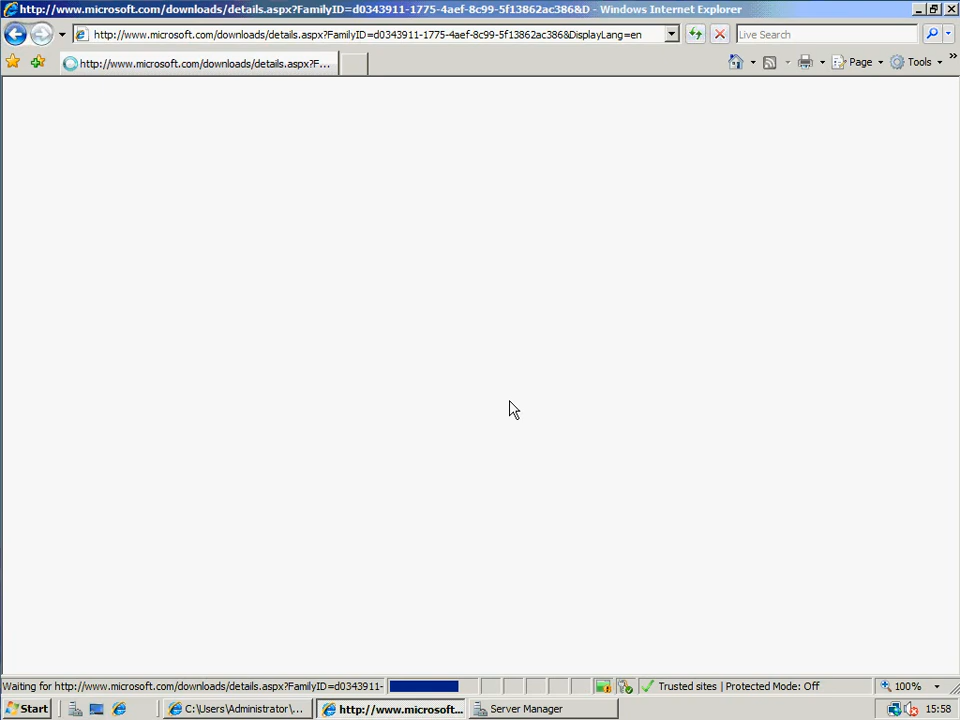 http://www.microsoft.com/downloads/details.aspx?FamilyID=d0343911-1775-4aef-8c99-5f13862ac386&D - Windows Internet Explorer
http://www.microsoft.com/downloads/details.aspx?FamilyID=d0343911-1775-4aef-8c99-5f13862ac386&DisplayLang=en
Live Search
http://www.microsoft.com/downloads/details.aspx?F...
Page
Tools
Waiting for http://www.microsoft.com/downloads/details.aspx?FamilyID=d0343911-
Trusted sites | Protected Mode: Off
100%
Start
C:\Users\Administrator\...
http://www.microsoft....
Server Manager
15:58